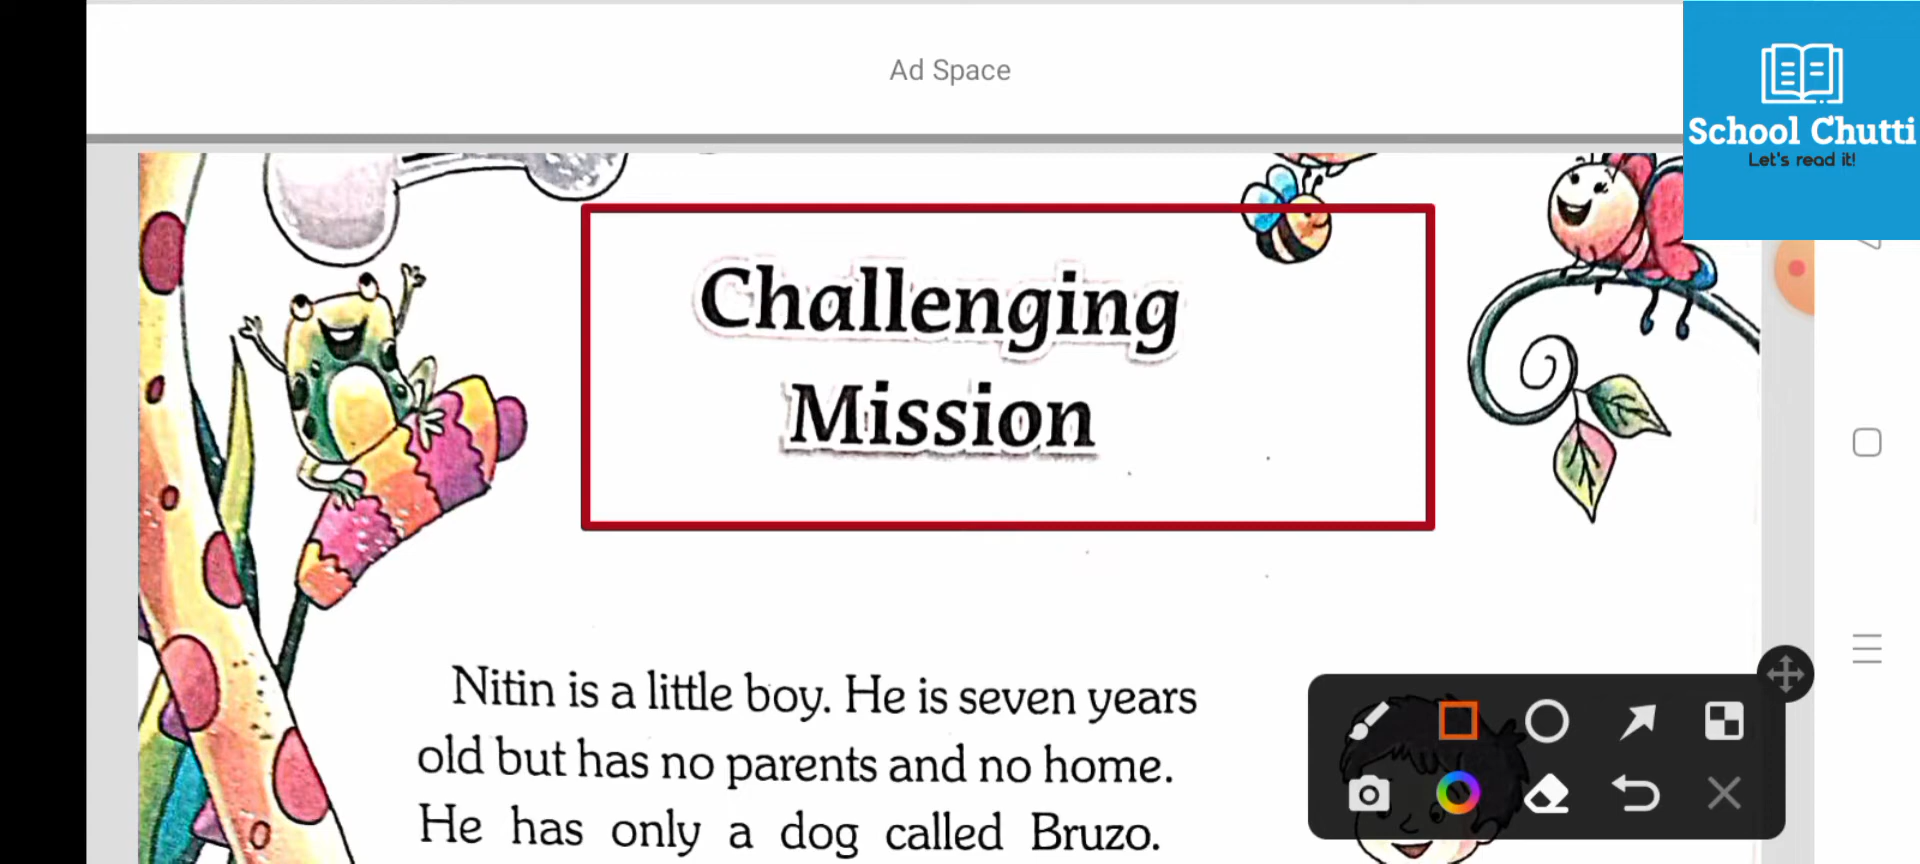 Ad Space
School Chutti
Let's read it!
Challenging
Mission
Nitin is a little boy. He is seven years
old but has no parents and no home.
He has only a dog called Bruzo.